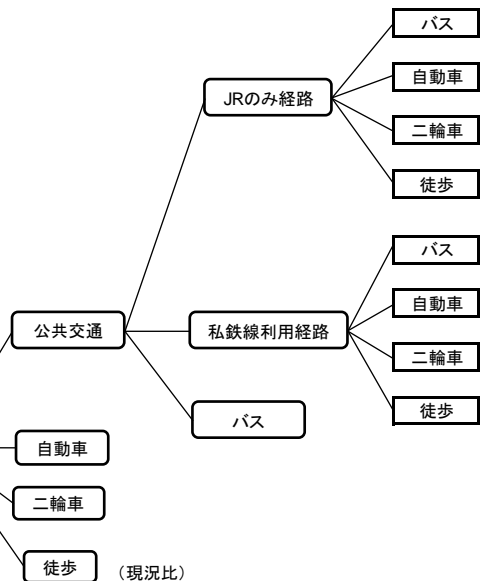 バス
自動車
JRのみ経路
二輪車
徒歩
バス
自動車
公共交通
私鉄線利用経路
二輪車
徒歩
バス
自動車
二輪車
徒歩 (現況比)